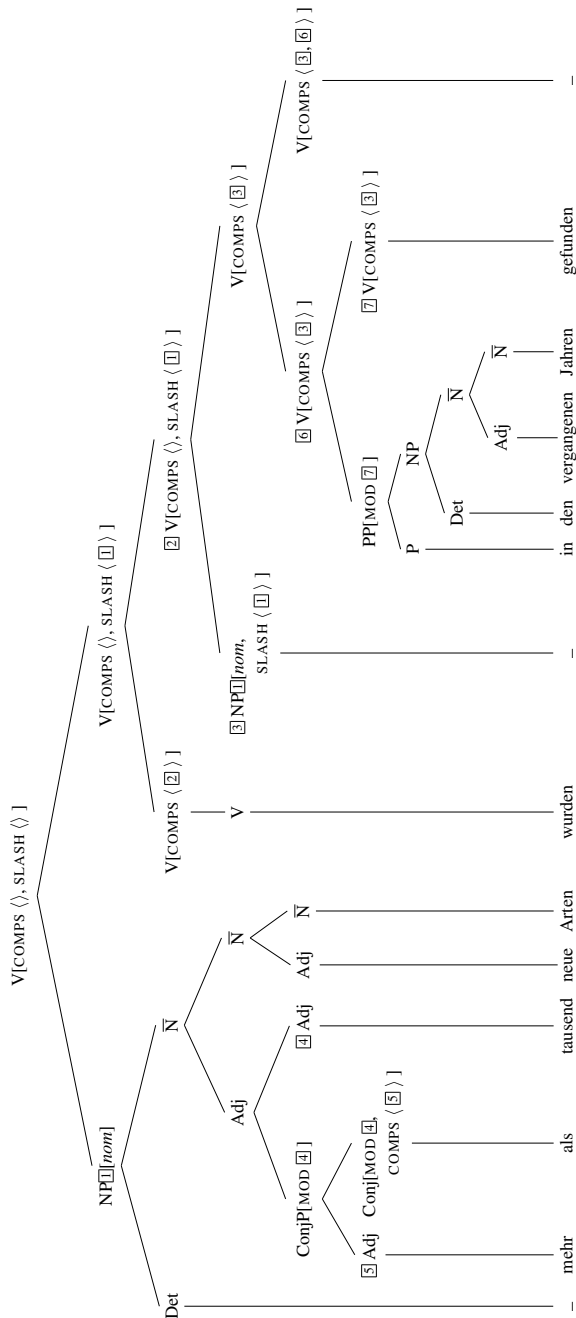 V[COMPS ⟨⟩, SLASH ⟨⟩ ]
NP1[nom]
V[COMPS ⟨⟩, SLASH ⟨ 1 ⟩ ]
Det
N̅
V[COMPS ⟨ 2 ⟩ ]
2 V[COMPS ⟨⟩, SLASH ⟨ 1 ⟩ ]
Adj
N̅
V
3 NP1[nom,
SLASH ⟨ 1 ⟩ ]
V[COMPS ⟨ 3 ⟩ ]
ConjP[MOD 4]
4 Adj
Adj
N̅
6 V[COMPS ⟨ 3 ⟩ ]
V[COMPS ⟨ 3, 6 ⟩ ]
5 Adj
Conj[MOD 4,
COMPS ⟨ 5 ⟩ ]
PP[MOD 7]
7 V[COMPS ⟨ 3 ⟩ ]
P
NP
Det
N̅
Adj
N̅
– mehr als tausend neue Arten wurden – in den vergangenen Jahren gefunden –